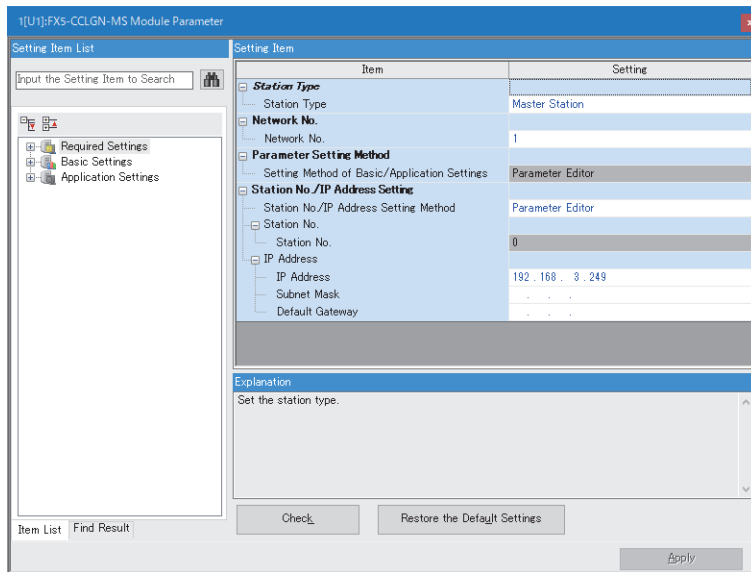 1[U1]:FX5-CCLGN-MS Module Parameter
Setting Item List
Input the Setting Item to Search
Required Settings
Basic Settings
Application Settings
Item List Find Result
Setting Item
Item Setting
Station Type
Station Type Master Station
Network No.
Network No. 1
Parameter Setting Method
Setting Method of Basic/Application Settings Parameter Editor
Station No./IP Address Setting
Station No./IP Address Setting Method Parameter Editor
Station No.
Station No. 0
IP Address
IP Address 192 . 168 . 3 . 249
Subnet Mask . . .
Default Gateway . . .
Explanation
Set the station type.
Check Restore the Default Settings
Apply